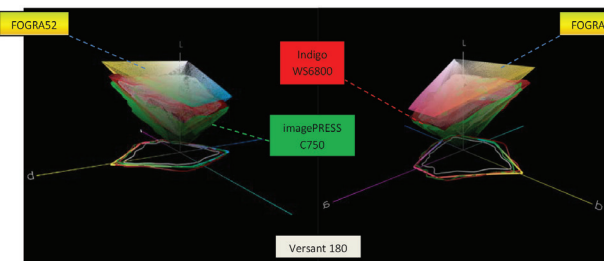 FOGRA52
FOGRA
L
L
Indigo
WS6800
imagePRESS
C750
b
a
b
Versant 180